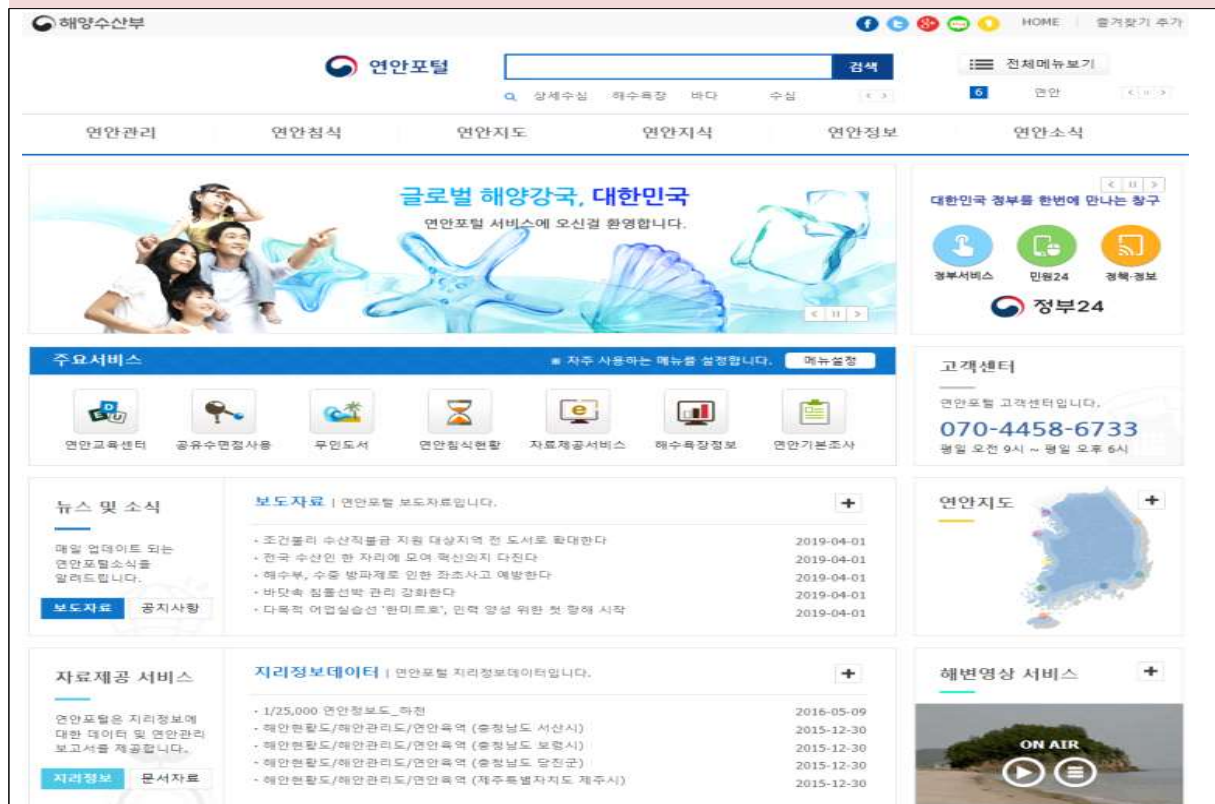 해양수산부
HOME
즐겨찾기 추가
연안포털
검색
전체메뉴보기
상세수심 해수욕장 바다 수심
6 연안
연안관리 연안침식 연안지도 연안지식 연안정보 연안소식
글로벌 해양강국, 대한민국
연안포털 서비스에 오신걸 환영합니다.
대한민국 정부를 한번에 만나는 창구
정부서비스 민원24 정책·정보
정부24
주요서비스
자주 사용하는 메뉴를 설정합니다. 메뉴설정
연안교육센터 공유수면점사용 무인도서 연안침식현황 자료제공서비스 해수욕장정보 연안기본조사
고객센터
연안포털 고객센터입니다.
070-4458-6733
평일 오전 9시 ~ 평일 오후 6시
뉴스 및 소식
매일 업데이트 되는
연안포털소식을
알려드립니다.
보도자료 공지사항
보도자료 | 연안포털 보도자료입니다.
· 조건불리 수산직불금 지원 대상지역 전 도서로 확대한다 2019-04-01
· 전국 수산인 한 자리에 모여 혁신의지 다진다 2019-04-01
· 해수부, 수중 방파제로 인한 좌초사고 예방한다 2019-04-01
· 바닷속 침몰선박 관리 강화한다 2019-04-01
· 다목적 어업실습선 '한미르호', 인력 양성 위한 첫 항해 시작 2019-04-01
연안지도
자료제공 서비스
연안포털은 지리정보에
대한 데이터 및 연안관리
보고서를 제공합니다.
지리정보 문서자료
지리정보데이터 | 연안포털 지리정보데이터입니다.
· 1/25,000 연안정보도_하천 2016-05-09
· 해안현황도/해안관리도/연안육역 (충청남도 서산시) 2015-12-30
· 해안현황도/해안관리도/연안육역 (충청남도 보령시) 2015-12-30
· 해안현황도/해안관리도/연안육역 (충청남도 당진군) 2015-12-30
· 해안현황도/해안관리도/연안육역 (제주특별자치도 제주시) 2015-12-30
해변영상 서비스
ON AIR